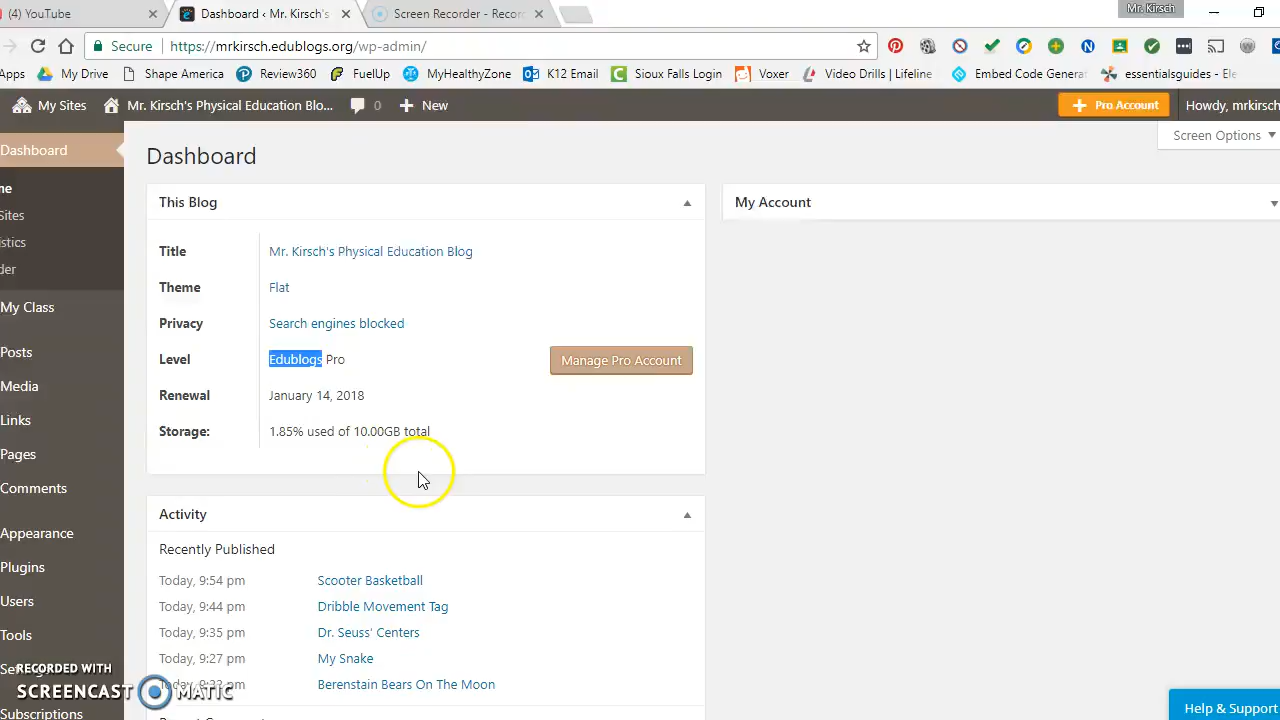 Mr. Kirsch
(4) YouTube
Dashboard ‹ Mr. Kirsch's
Screen Recorder - Recor
Secure
https://mrkirsch.edublogs.org/wp-admin/
Apps
My Drive
Shape America
Review360
FuelUp
MyHealthyZone
K12 Email
Sioux Falls Login
Voxer
Video Drills | Lifeline
Embed Code Genera
essentialsguides - Ele
My Sites
Mr. Kirsch's Physical Education Blo...
0
New
Pro Account
Howdy, mrkirsch
Screen Options
Dashboard
me
Sites
istics
der
My Class
Posts
Media
Links
Pages
Comments
Appearance
Plugins
Users
Tools
Subscriptions
Dashboard
This Blog
Title Mr. Kirsch's Physical Education Blog
Theme Flat
Privacy Search engines blocked
Level Edublogs Pro
Manage Pro Account
Renewal January 14, 2018
Storage: 1.85% used of 10.00GB total
My Account
Activity
Recently Published
Today, 9:54 pm Scooter Basketball
Today, 9:44 pm Dribble Movement Tag
Today, 9:35 pm Dr. Seuss' Centers
Today, 9:27 pm My Snake
Berenstain Bears On The Moon
RECORDED WITH
SCREENCAST MATIC
Help & Support